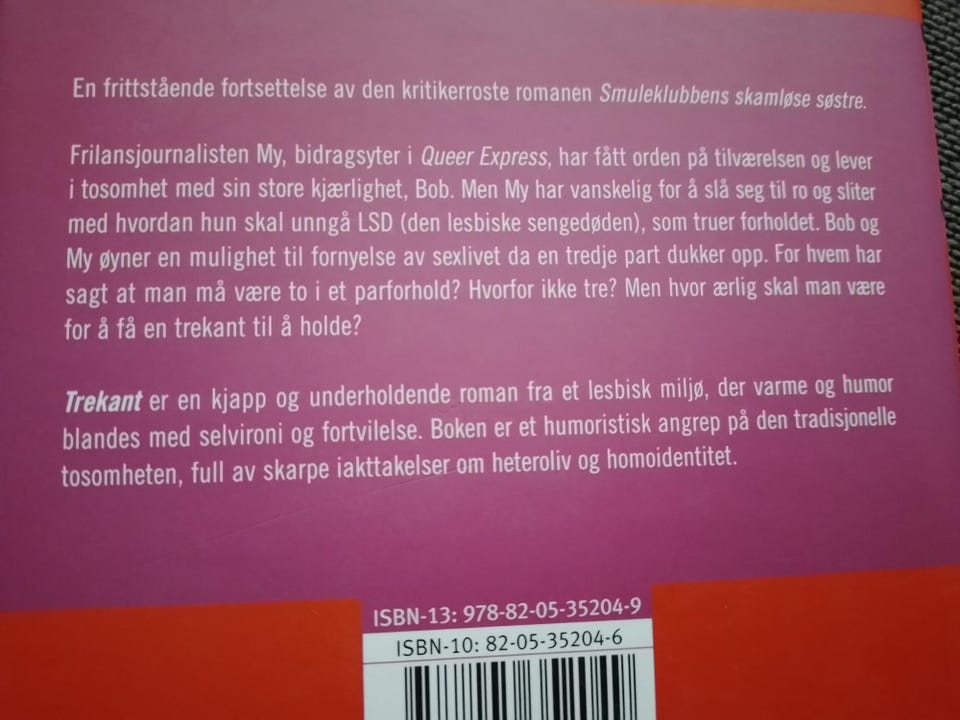 En frittstående fortsettelse av den kritikerroste romanen Smuleklubbens skamløse søstre.
Frilansjournalisten My, bidragsyter i Queer Express, har fått orden på tilværelsen og lever
i tosomhet med sin store kjærlighet, Bob. Men My har vanskelig for å slå seg til ro og sliter
med hvordan hun skal unngå LSD (den lesbiske sengedøden), som truer forholdet. Bob og
My øyner en mulighet til fornyelse av sexlivet da en tredje part dukker opp. For hvem har
sagt at man må være to i et parforhold? Hvorfor ikke tre? Men hvor ærlig skal man være
for å få en trekant til å holde?
Trekant er en kjapp og underholdende roman fra et lesbisk miljø, der varme og humor
blandes med selvironi og fortvilelse. Boken er et humoristisk angrep på den tradisjonelle
tosomheten, full av skarpe iakttakelser om heteroliv og homoidentitet.
ISBN-13: 978-82-05-35204-9
ISBN-10: 82-05-35204-6